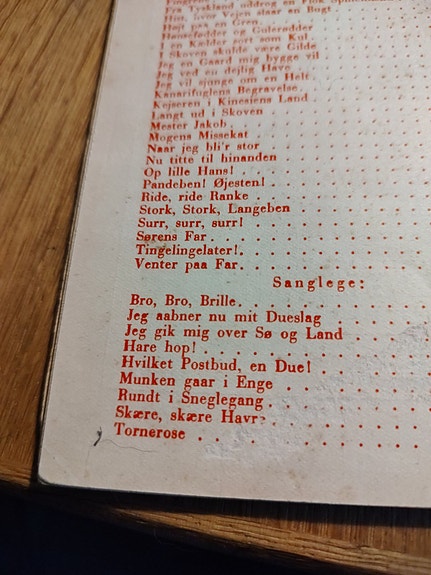 Fra Tyskland uddrog en
Hist, hvor Vejen slaar en Bugt
Højt paa en Gren
Honsefødder og Gulerødder
I en Kælder sort som Kul
I Skoven skulde være Gilde
Jeg en Gaard mig bygge vil
Jeg ved en dejlig Have
Jeg vil sjunge om en Helt
Kanariefuglens Begravelse.
Kejseren i Kinesiens Land
Langt ud i Skoven
Mester Jakob.
Mogens Missekat
Naar jeg bli'r stor
Nu titte til hinanden
Op lille Hans!
Pandeben! Øjesten!
Ride, ride Ranke
Stork, Stork, Langeben
Surr, surr, surr!
Sørens Far
Tingelingelater!
Venter paa Far
Sanglege:
Bro, Bro, Brille
Jeg aabner nu mit Dueslag
Jeg gik mig over Sø og Land
Hare hop!
Hvilket Postbud, en Due!
Munken gaar i Enge
Rundt i Sneglegang
Skære, skære Havre
Tornerose